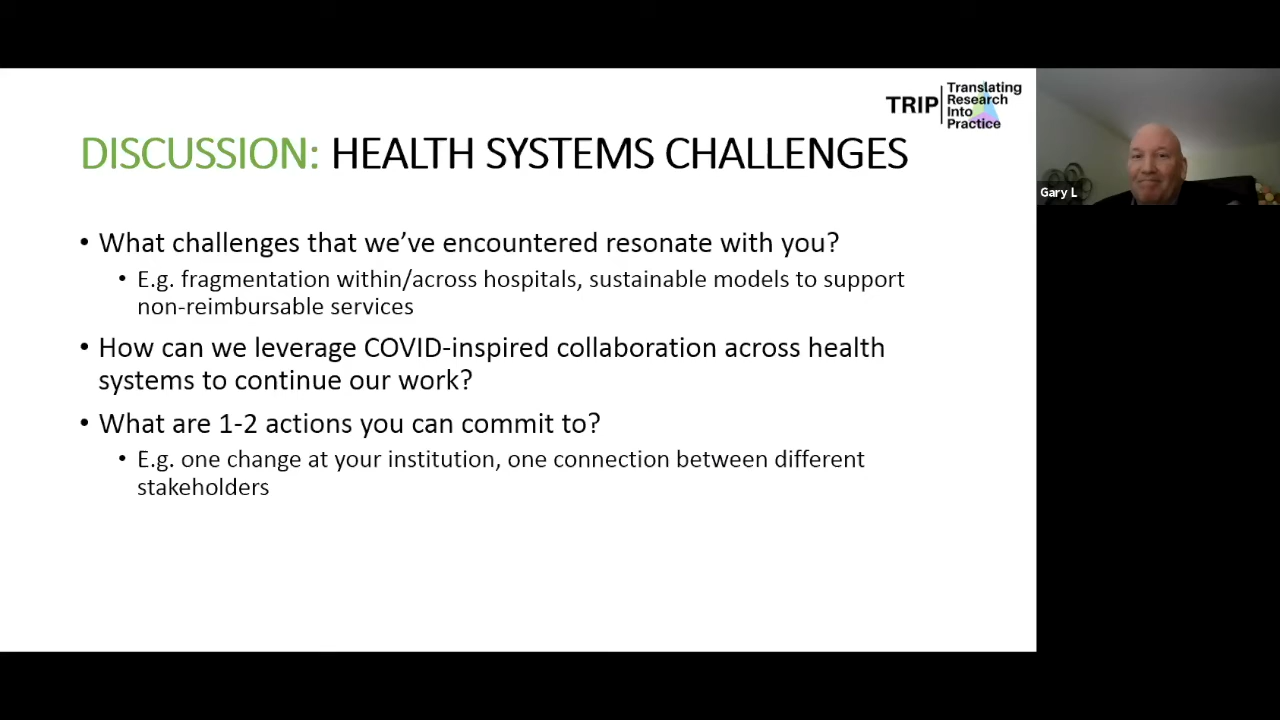 TRIP
Translating
Research
Into
Practice
DISCUSSION: HEALTH SYSTEMS CHALLENGES
Gary L
• What challenges that we’ve encountered resonate with you?
• E.g. fragmentation within/across hospitals, sustainable models to support
non-reimbursable services
• How can we leverage COVID-inspired collaboration across health
systems to continue our work?
• What are 1-2 actions you can commit to?
• E.g. one change at your institution, one connection between different
stakeholders